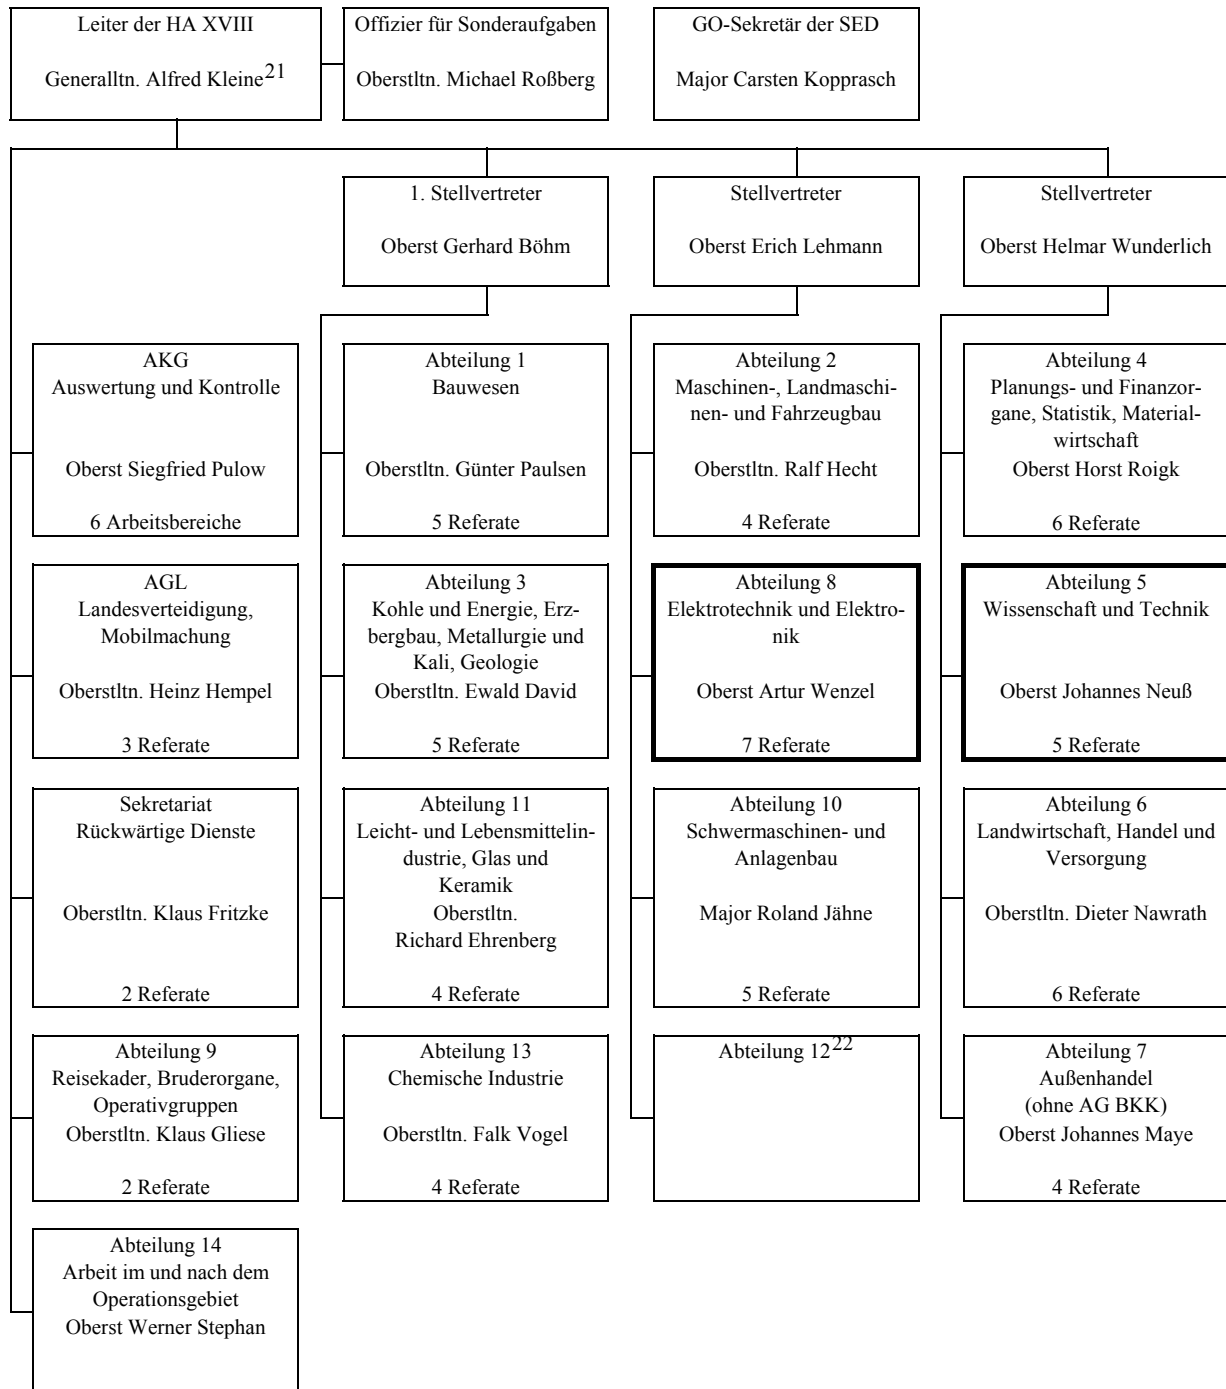 Leiter der HA XVIII
Generalltn. Alfred Kleine21
Offizier für Sonderaufgaben
Oberstltn. Michael Roßberg
GO-Sekretär der SED
Major Carsten Kopprasch
1. Stellvertreter
Oberst Gerhard Böhm
Stellvertreter
Oberst Erich Lehmann
Stellvertreter
Oberst Helmar Wunderlich
AKG
Auswertung und Kontrolle
Oberst Siegfried Pulow
6 Arbeitsbereiche
Abteilung 1
Bauwesen
Oberstltn. Günter Paulsen
5 Referate
Abteilung 2
Maschinen-, Landmaschi-
nen- und Fahrzeugbau
Oberstltn. Ralf Hecht
4 Referate
Abteilung 4
Planungs- und Finanzor-
gane, Statistik, Material-
wirtschaft
Oberst Horst Roigk
6 Referate
AGL
Landesverteidigung,
Mobilmachung
Oberstltn. Heinz Hempel
3 Referate
Abteilung 3
Kohle und Energie, Erz-
bergbau, Metallurgie und
Kali, Geologie
Oberstltn. Ewald David
5 Referate
Abteilung 8
Elektrotechnik und Elektro-
nik
Oberst Artur Wenzel
7 Referate
Abteilung 5
Wissenschaft und Technik
Oberst Johannes Neuß
5 Referate
Sekretariat
Rückwärtige Dienste
Oberstltn. Klaus Fritzke
2 Referate
Abteilung 11
Leicht- und Lebensmittelin-
dustrie, Glas und
Keramik
Oberstltn.
Richard Ehrenberg
4 Referate
Abteilung 10
Schwermaschinen- und
Anlagenbau
Major Roland Jähne
5 Referate
Abteilung 6
Landwirtschaft, Handel und
Versorgung
Oberstltn. Dieter Nawrath
6 Referate
Abteilung 9
Reisekader, Bruderorgane,
Operativgruppen
Oberstltn. Klaus Gliese
2 Referate
Abteilung 13
Chemische Industrie
Oberstltn. Falk Vogel
4 Referate
Abteilung 1222
Abteilung 7
Außenhandel
(ohne AG BKK)
Oberst Johannes Maye
4 Referate
Abteilung 14
Arbeit im und nach dem
Operationsgebiet
Oberst Werner Stephan